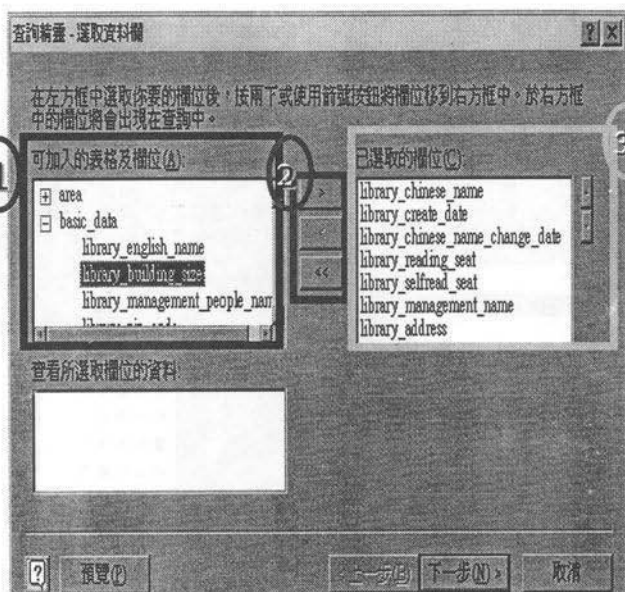 查詢精靈 - 選取資料欄
在左方框中選取你要的欄位後，按兩下或使用箭號按鈕將欄位移到右方框中。於右方框
中的欄位將會出現在查詢中。
1
可加入的表格及欄位(A):
2
已選取的欄位(C):
3
area
basic_data
library_english_name
library_building_size
library_management_people_nam
>
<
<<
library_chinese_name
library_create_date
library_chinese_name_change_date
library_reading_seat
library_selfread_seat
library_management_name
library_address
查看所選取欄位的資料:
預覽(P)
<上一步(B)
下一步(N) >
取消